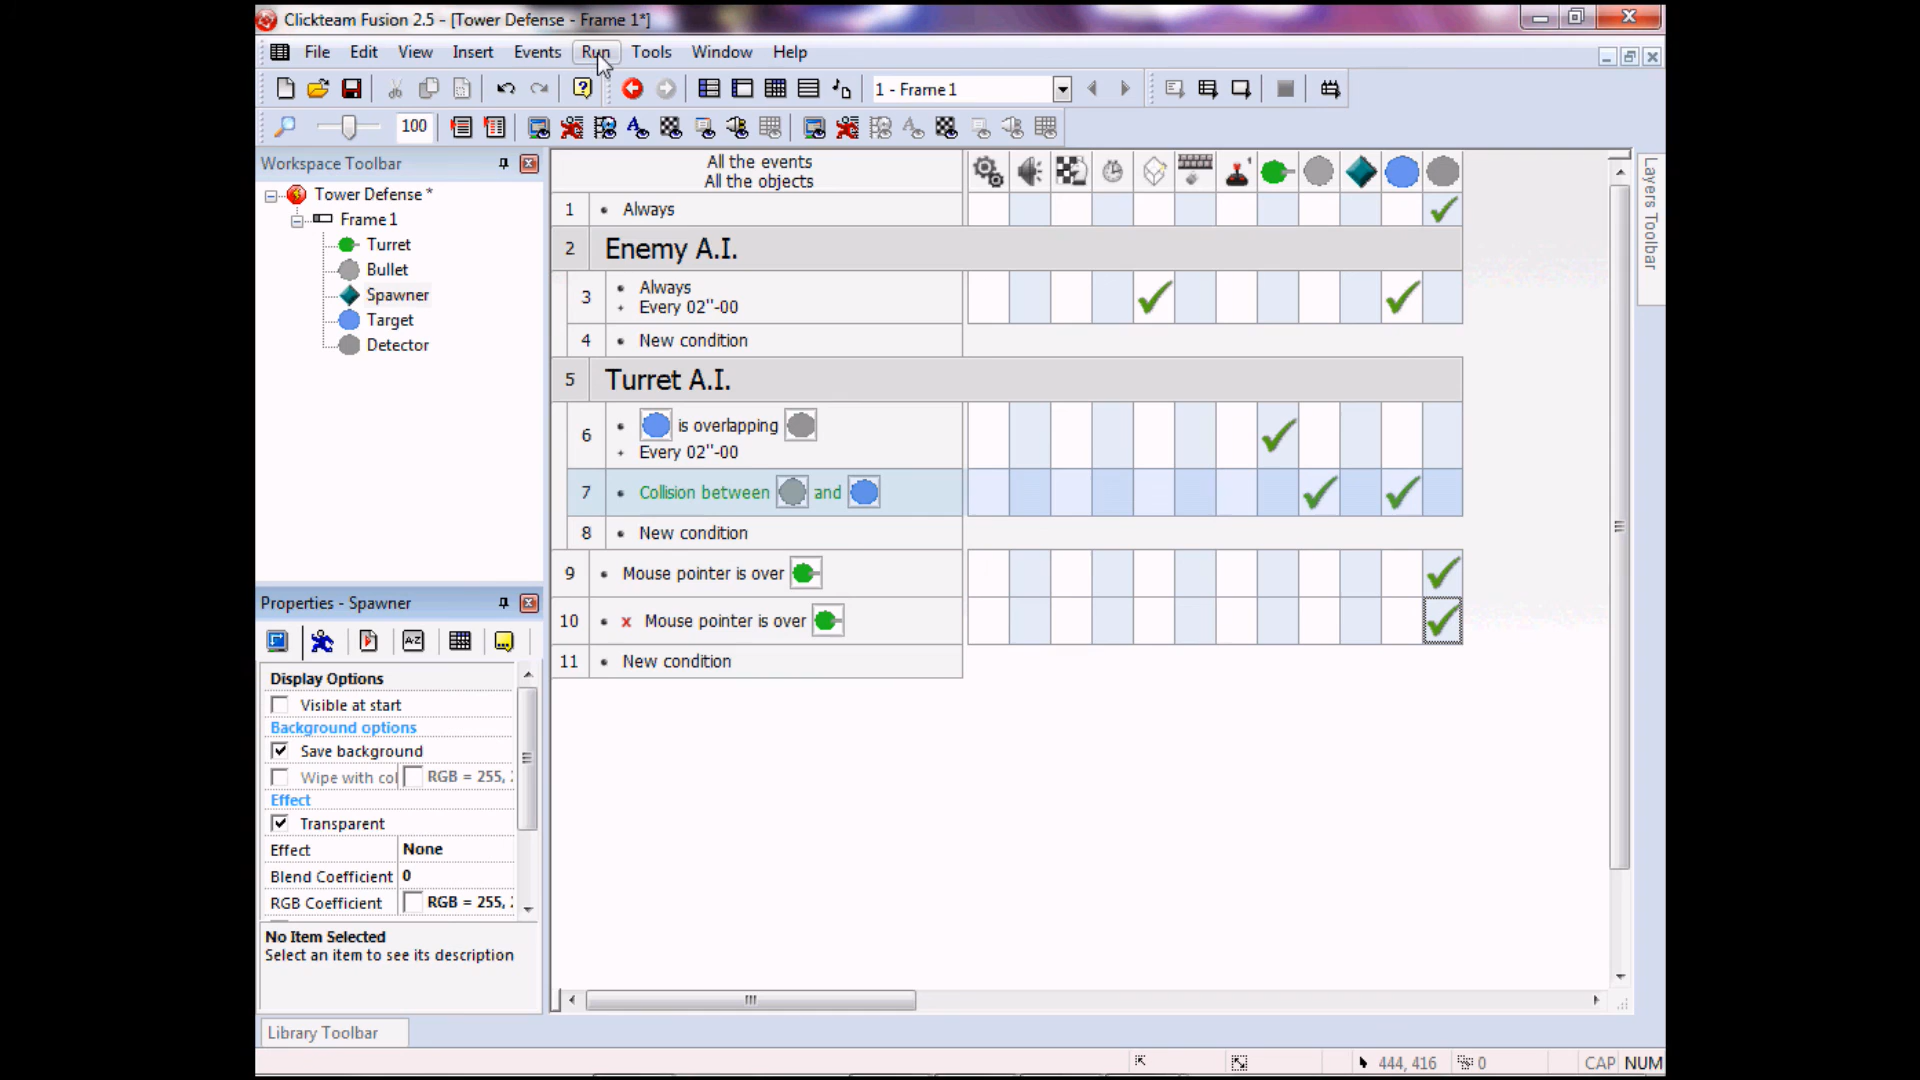 Clickteam Fusion 2.5 - [Tower Defense - Frame 1*]
File Edit View Insert Events Run Tools Window Help
1 - Frame 1
100
Workspace Toolbar
Tower Defense *
Frame 1
Turret
Bullet
Spawner
Target
Detector
All the events
All the objects
1 Always
2 Enemy A.I.
3 Always
Every 02"-00
4 New condition
5 Turret A.I.
6 is overlapping
Every 02"-00
7 Collision between and
8 New condition
9 Mouse pointer is over
10 X Mouse pointer is over
11 New condition
Layers Toolbar
Properties - Spawner
Display Options
Visible at start
Background options
Save background
Wipe with col RGB = 255, :
Effect
Transparent
Effect None
Blend Coefficient 0
RGB Coefficient RGB = 255, :
No Item Selected
Select an item to see its description
Library Toolbar
444, 416 0 CAP NUM